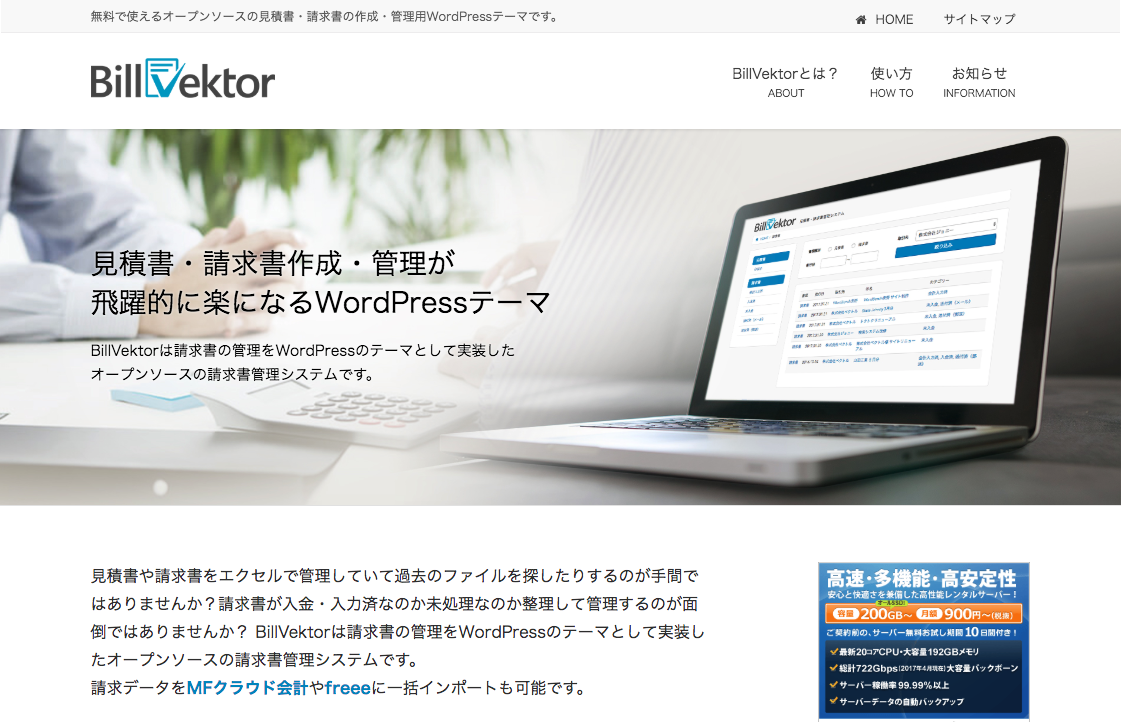 無料で使えるオープンソースの見積書・請求書の作成・管理用WordPressテーマです。
HOME
サイトマップ
BillVektor
BillVektorとは？
使い方
お知らせ
ABOUT
HOW TO
INFORMATION
見積書・請求書作成・管理が
飛躍的に楽になるWordPressテーマ
BillVektorは請求書の管理をWordPressのテーマとして実装した
オープンソースの請求書管理システムです。
BillVektor
絞り込み
カテゴリー
見積書や請求書をエクセルで管理していて過去のファイルを探したりするのが手間で
はありませんか？請求書が入金・入力済なのか未処理なのか整理して管理するのが面
倒ではありませんか？ BillVektorは請求書の管理をWordPressのテーマとして実装し
たオープンソースの請求書管理システムです。
請求データをMFクラウド会計やfreeeに一括インポートも可能です。
高速・多機能・高安定性
安心と快適さを兼備した高性能レンタルサーバー！
オールSSD!
容量200GB〜 月額900円〜(税抜)
ご契約前の、サーバー無料お試し期間10日間付き！
最新20コアCPU・大容量192GBメモリ
総計722Gbps(2017年4月現在)大容量バックボーン
サーバー稼働率99.99%以上
サーバーデータの自動バックアップ